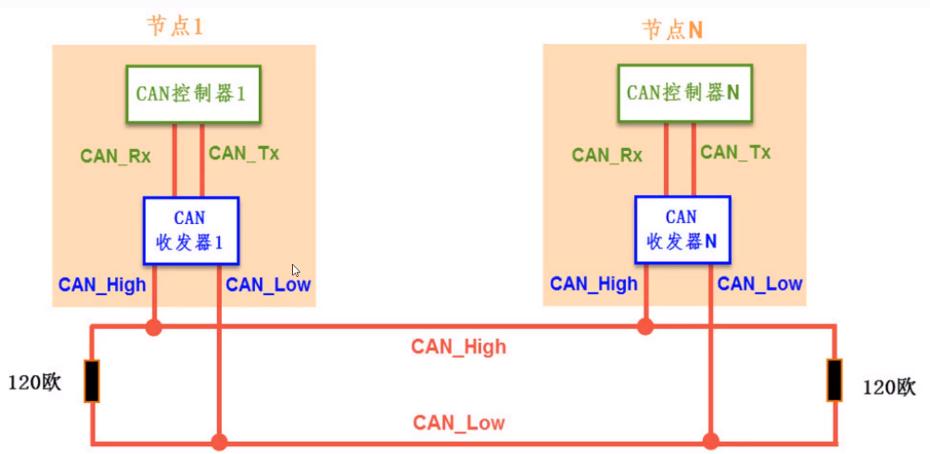 节点1
节点N
CAN控制器1
CAN控制器N
CAN_Rx
CAN_Tx
CAN_Rx
CAN_Tx
CAN
收发器1
CAN
收发器N
CAN_High
CAN_Low
CAN_High
CAN_Low
CAN_High
120欧
120欧
CAN_Low